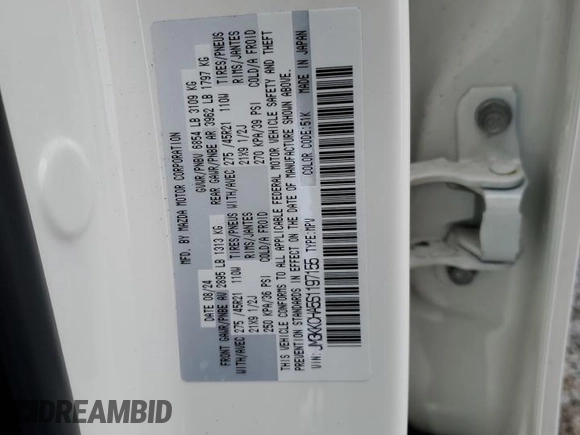 MFD. BY MAZDA MOTOR CORPORATION
DATE 08/24 GVWR/PNBV 6854 LB 3109 KG
FRONT GAWR/PNBE AV 2895 LB 1313 KG REAR GAWR/PNBE AR 3962 LB 1797 KG
WITH/AVEC 275 /45R21 110W TIRES/PNEUS WITH/AVEC 275 /45R21 110W TIRES/PNEUS
21X9 1/2J RIMS/JANTES 21X9 1/2J RIMS/JANTES
250 KPA/36 PSI COLD/A FROID 270 KPA/39 PSI COLD/A FROID
THIS VEHICLE CONFORMS TO ALL APPLICABLE FEDERAL MOTOR VEHICLE SAFETY AND THEFT
PREVENTION STANDARDS IN EFFECT ON THE DATE OF MANUFACTURE SHOWN ABOVE.
VIN: JM3KKCHA6S1197155 TYPE:MPV
COLOR CODE:51K MADE IN JAPAN
DREAMBID